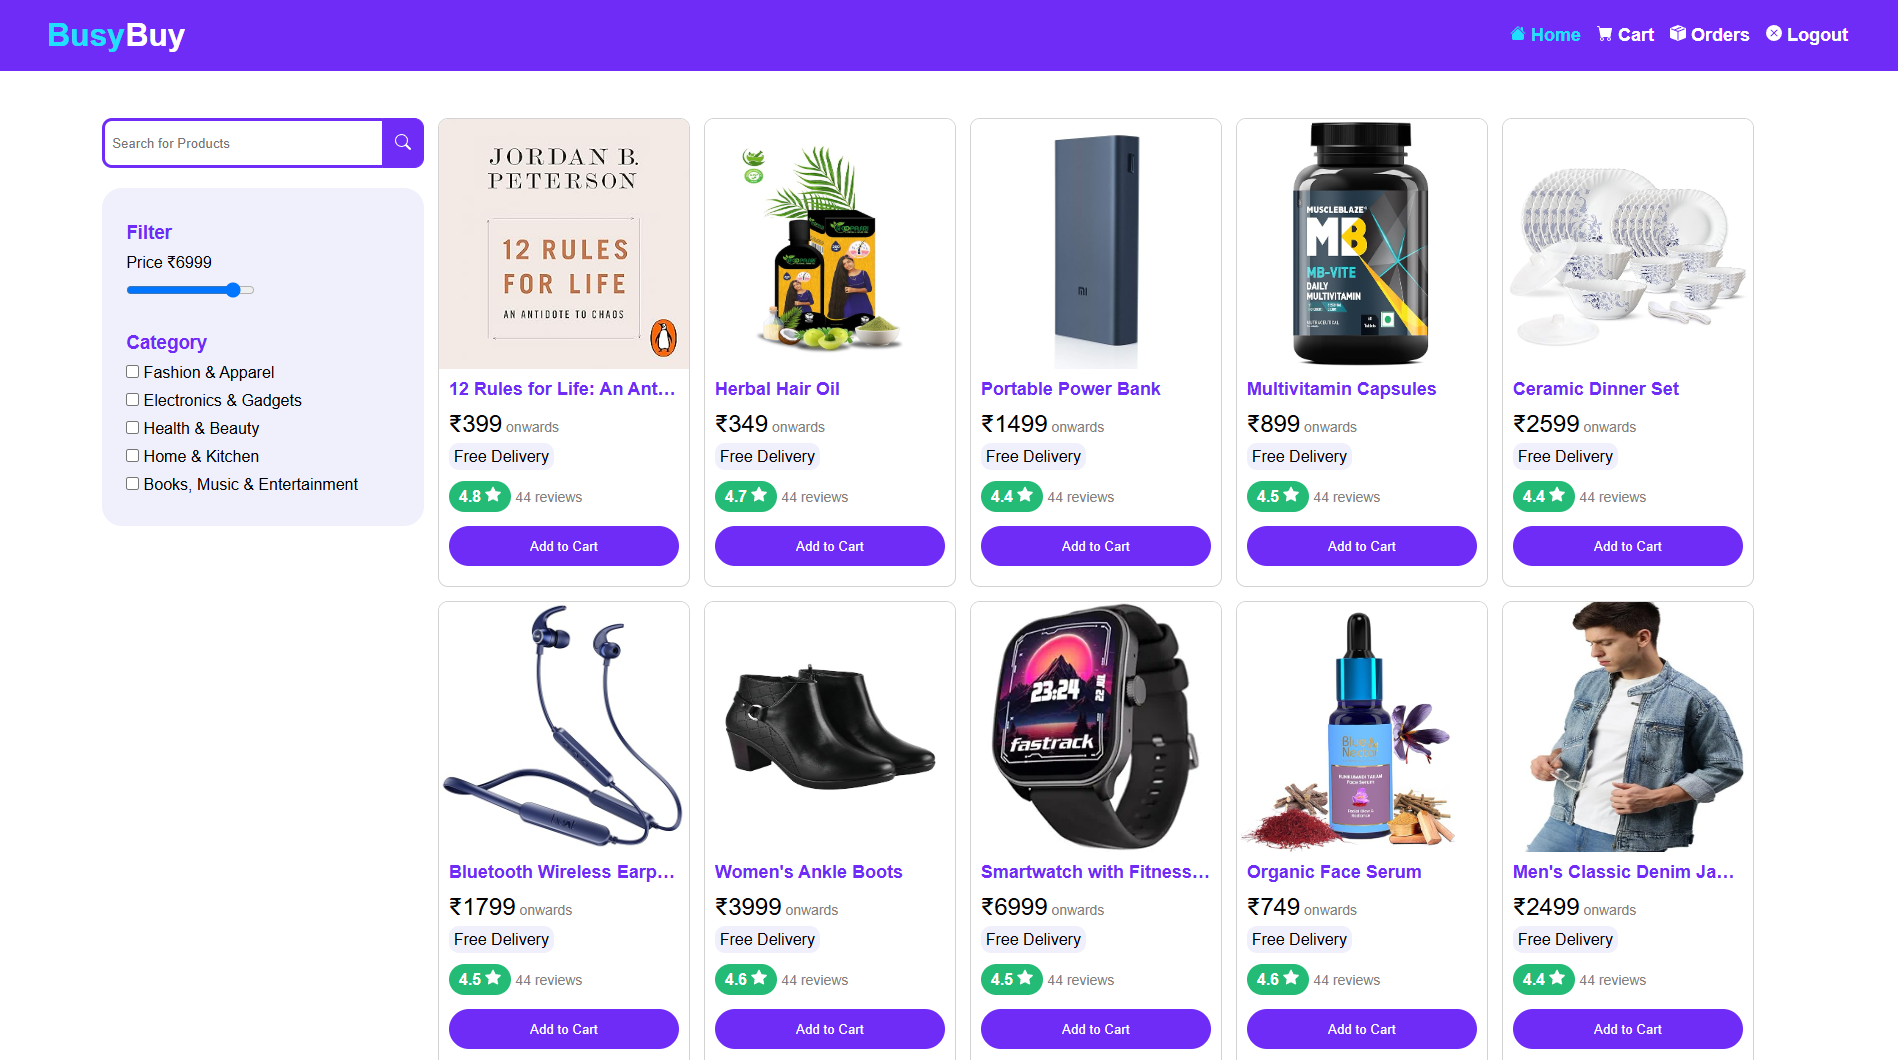 BusyBuy
Home Cart Orders Logout
Search for Products
Filter
Price ₹6999
Category
Fashion & Apparel
Electronics & Gadgets
Health & Beauty
Home & Kitchen
Books, Music & Entertainment
JORDAN B.
PETERSON
12 RULES
FOR LIFE
AN ANTIDOTE TO CHAOS
12 Rules for Life: An Ant...
₹399 onwards
Free Delivery
4.8 44 reviews
Add to Cart
Herbal Hair Oil
₹349 onwards
Free Delivery
4.7 44 reviews
Add to Cart
MI
Portable Power Bank
₹1499 onwards
Free Delivery
4.4 44 reviews
Add to Cart
MUSCLEBLAZE
MB
MB-VITE
DAILY
MULTIVITAMIN
Multivitamin Capsules
₹899 onwards
Free Delivery
4.5 44 reviews
Add to Cart
Ceramic Dinner Set
₹2599 onwards
Free Delivery
4.4 44 reviews
Add to Cart
Bluetooth Wireless Earp...
₹1799 onwards
Free Delivery
4.5 44 reviews
Add to Cart
Women's Ankle Boots
₹3999 onwards
Free Delivery
4.6 44 reviews
Add to Cart
23:24
22 JUL
fastrack
Smartwatch with Fitness...
₹6999 onwards
Free Delivery
4.5 44 reviews
Add to Cart
Blue &
Nectar
KUMKUMADI TAILAM
Face Serum
Organic Face Serum
₹749 onwards
Free Delivery
4.6 44 reviews
Add to Cart
Men's Classic Denim Ja...
₹2499 onwards
Free Delivery
4.4 44 reviews
Add to Cart